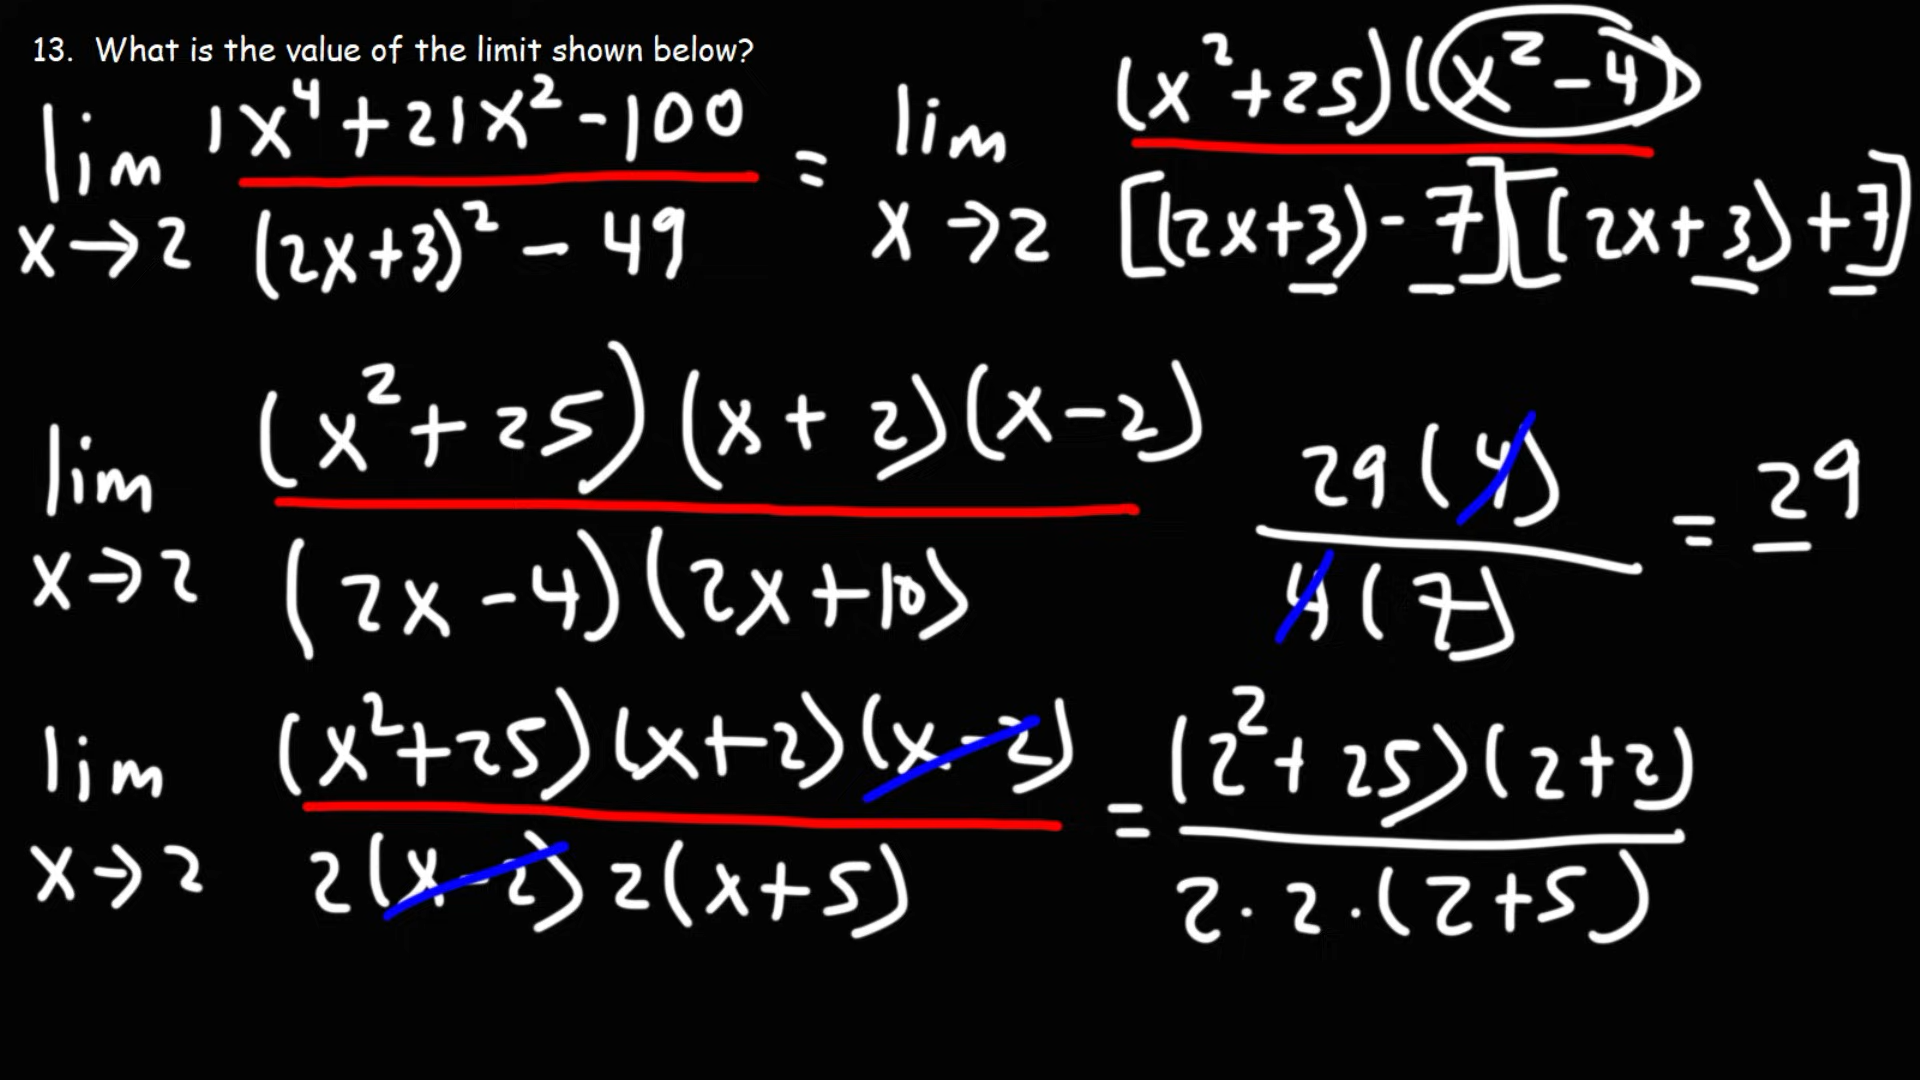 13. What is the value of the limit shown below?
lim x→2 (1x⁴+21x²-100)/((2x+3)²-49) = lim x→2 ((x²+25)(x²-4))/([(2x+3)-7][(2x+3)+7])
lim x→2 ((x²+25)(x+2)(x-2))/((2x-4)(2x+10))
29(4)/4(7) = 29
lim x→2 ((x²+25)(x+2)(x-2))/(2(x-2)2(x+5)) = ((2²+25)(2+2))/(2·2·(2+5))